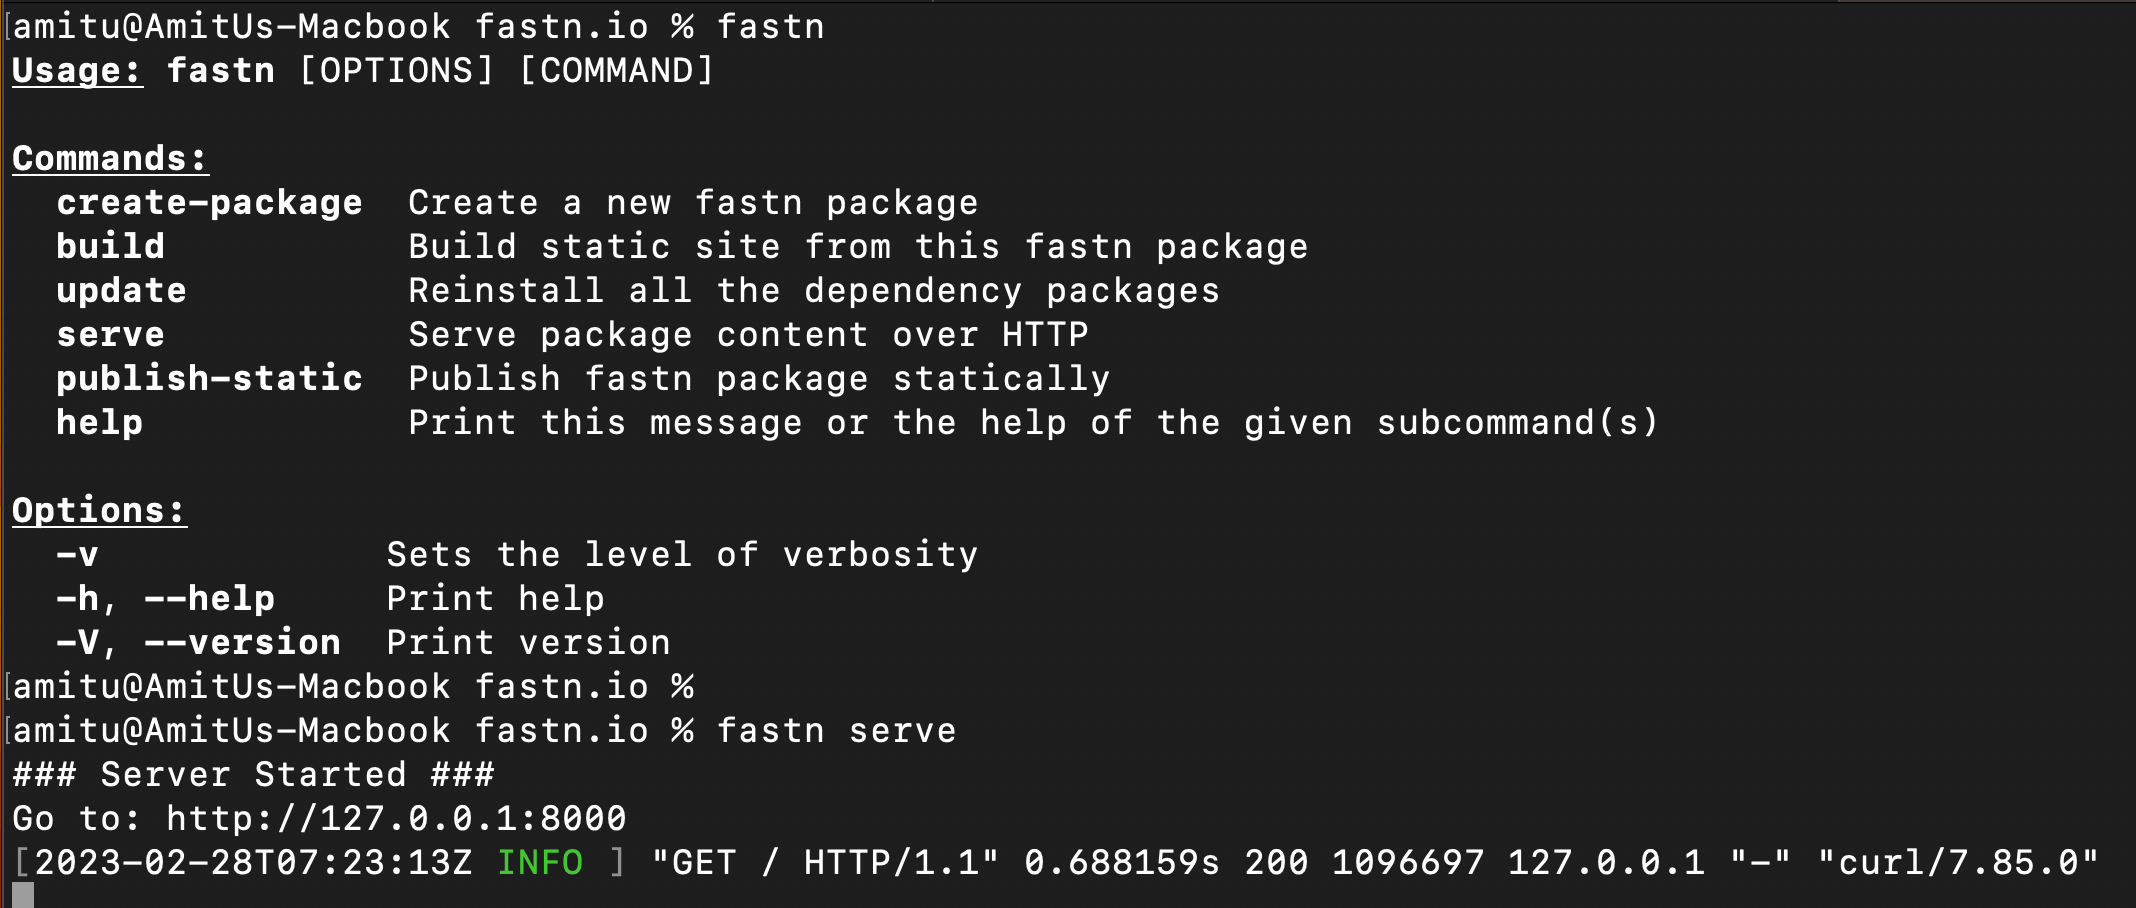 [amitu@AmitUs-Macbook fastn.io % fastn
Usage: fastn [OPTIONS] [COMMAND]
Commands:
create-package  Create a new fastn package
build           Build static site from this fastn package
update          Reinstall all the dependency packages
serve           Serve package content over HTTP
publish-static  Publish fastn package statically
help            Print this message or the help of the given subcommand(s)
Options:
-v             Sets the level of verbosity
-h, --help     Print help
-V, --version  Print version
[amitu@AmitUs-Macbook fastn.io %
[amitu@AmitUs-Macbook fastn.io % fastn serve
### Server Started ###
Go to: http://127.0.0.1:8000
[2023-02-28T07:23:13Z INFO ] "GET / HTTP/1.1" 0.688159s 200 1096697 127.0.0.1 "-" "curl/7.85.0"